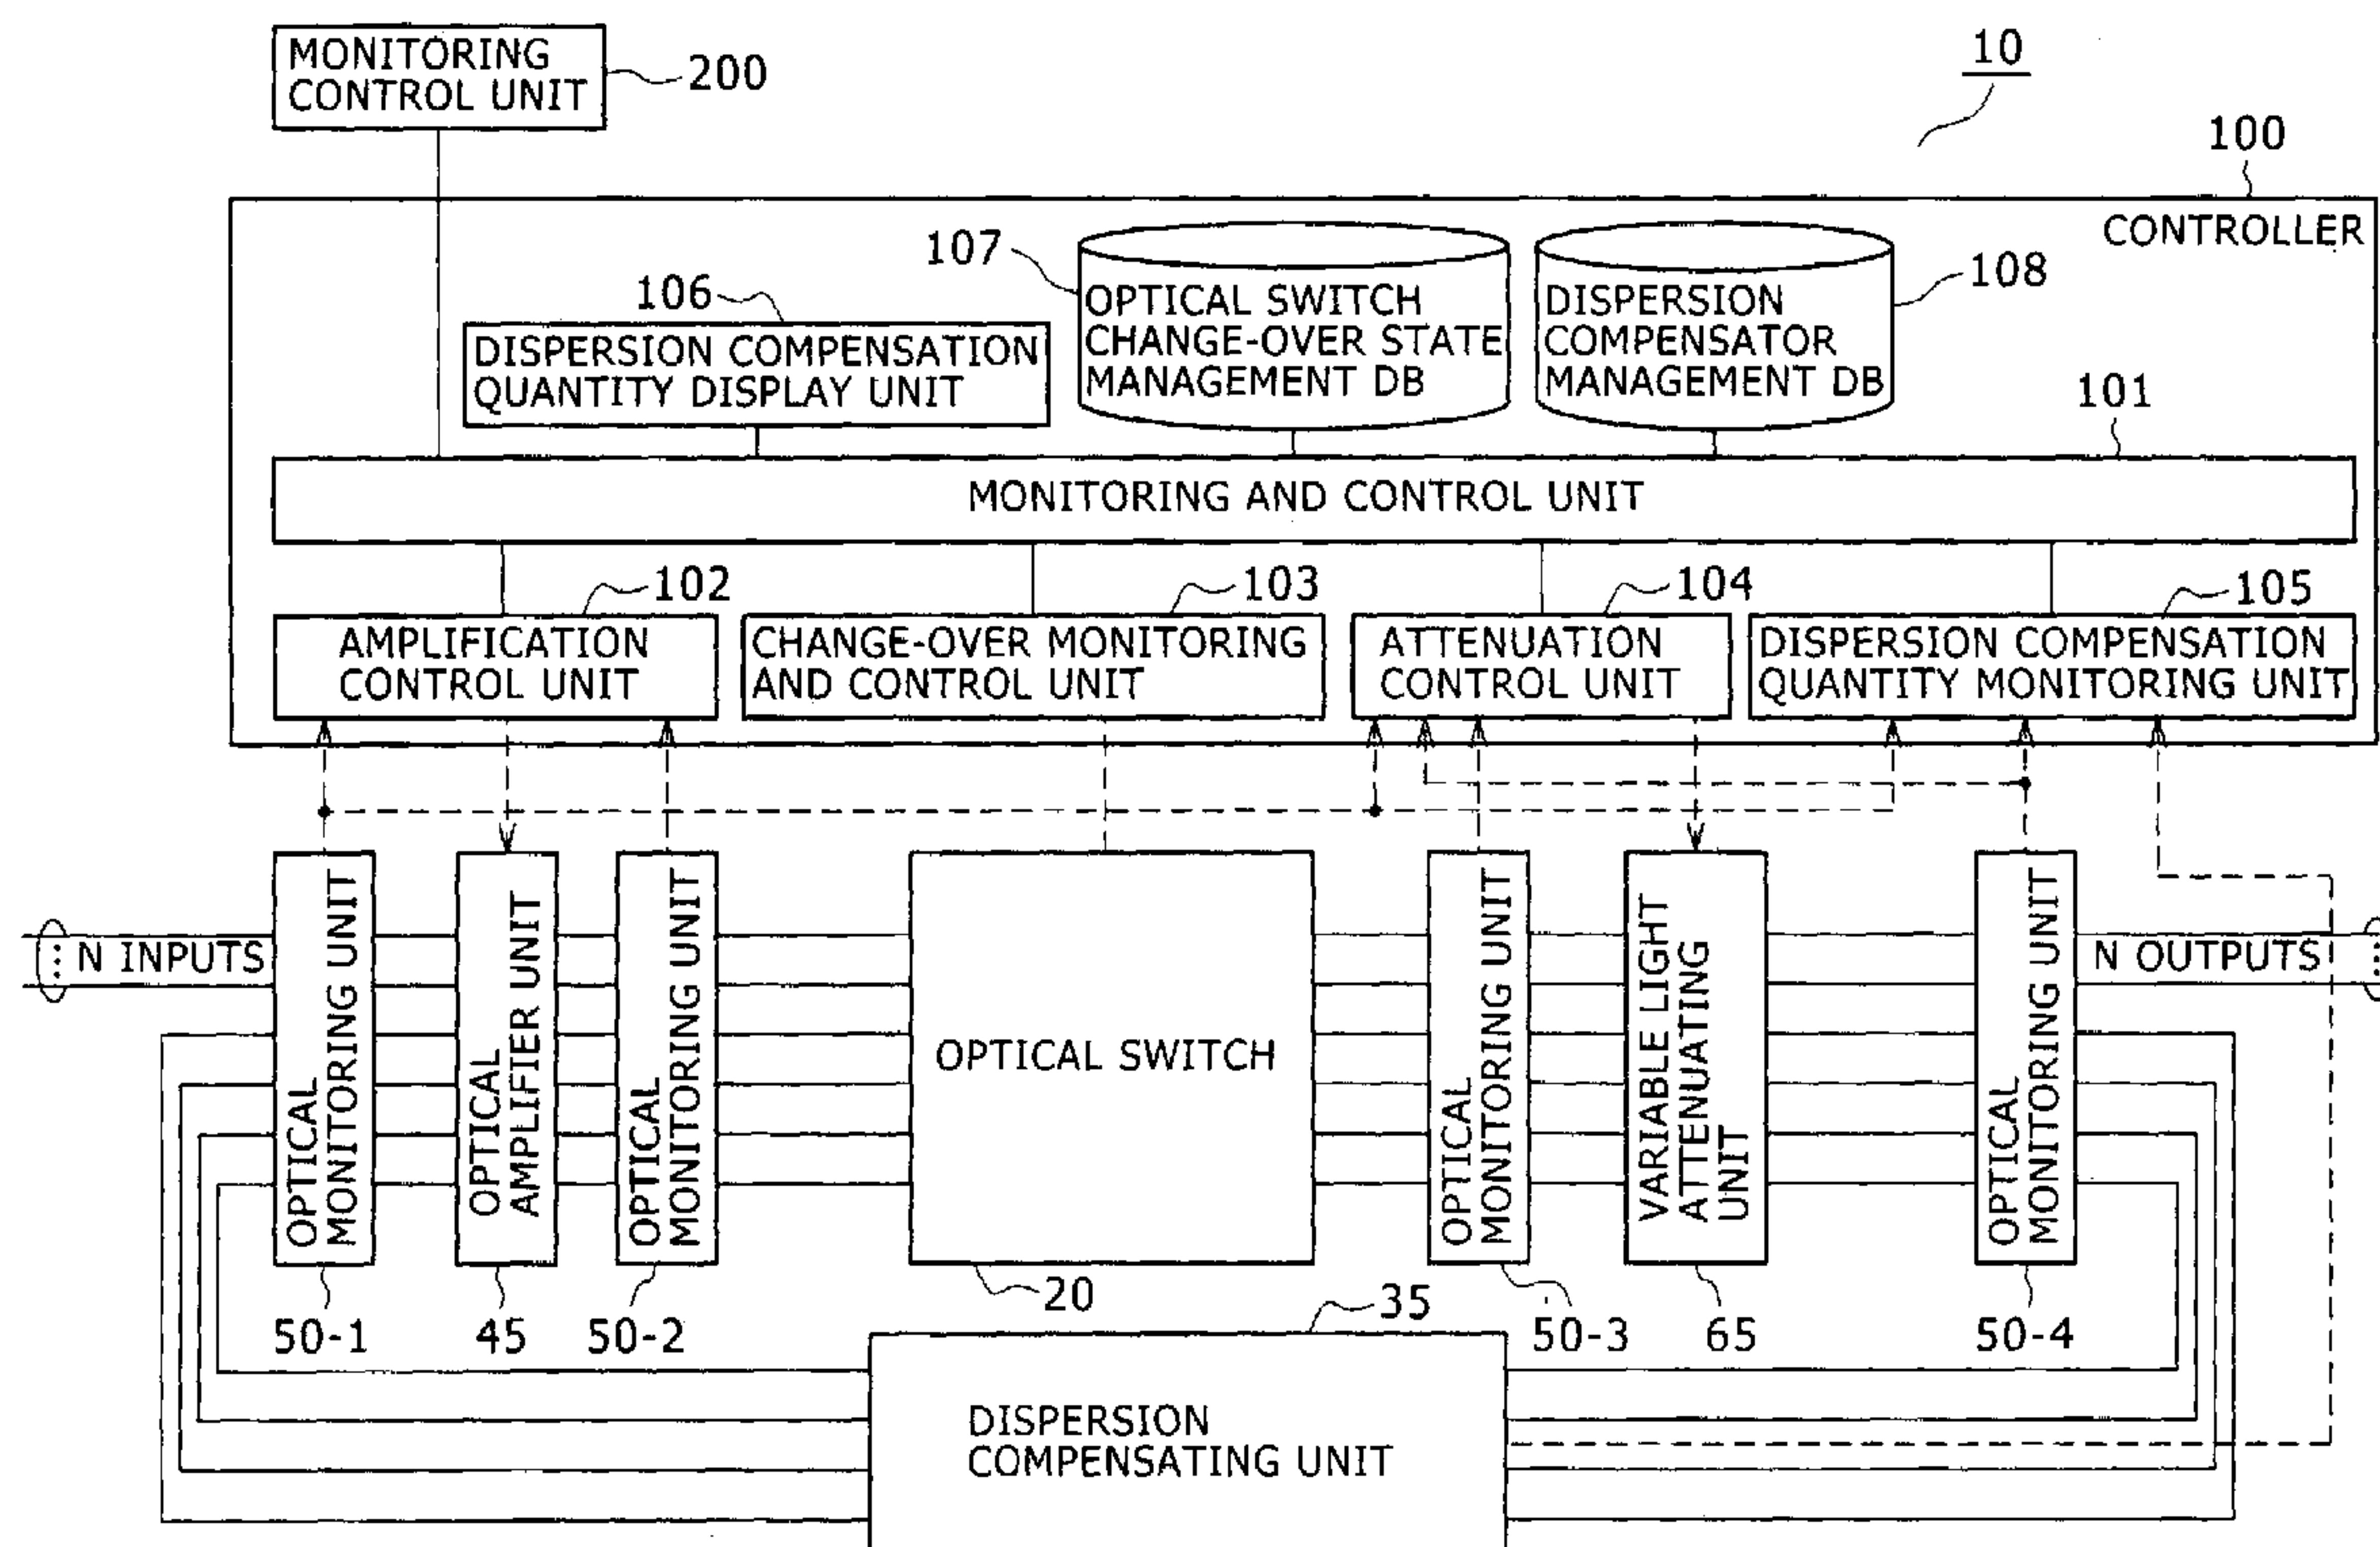 MONITORING
CONTROL UNIT
200
10
100
CONTROLLER
107
OPTICAL SWITCH
CHANGE-OVER STATE
MANAGEMENT DB
108
DISPERSION
COMPENSATOR
MANAGEMENT DB
106
DISPERSION COMPENSATION
QUANTITY DISPLAY UNIT
101
MONITORING AND CONTROL UNIT
102
AMPLIFICATION
CONTROL UNIT
103
CHANGE-OVER MONITORING
AND CONTROL UNIT
104
ATTENUATION
CONTROL UNIT
105
DISPERSION COMPENSATION
QUANTITY MONITORING UNIT
N INPUTS
OPTICAL
MONITORING UNIT
OPTICAL
AMPLIFIER UNIT
OPTICAL
MONITORING UNIT
OPTICAL SWITCH
OPTICAL
MONITORING UNIT
VARIABLE LIGHT
ATTENUATING
UNIT
OPTICAL
MONITORING UNIT
N OUTPUTS
50-1
45
50-2
20
35
50-3
65
50-4
DISPERSION
COMPENSATING UNIT